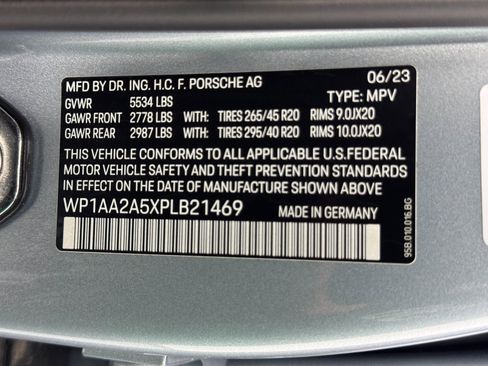 MFD BY DR. ING. H.C. F. PORSCHE AG 06/23
GVWR 5534 LBS TYPE: MPV
GAWR FRONT 2778 LBS WITH: TIRES 265/45 R20 RIMS 9.0JX20
GAWR REAR 2987 LBS WITH: TIRES 295/40 R20 RIMS 10.0JX20
THIS VEHICLE CONFORMS TO ALL APPLICABLE U.S.FEDERAL
MOTOR VEHICLE SAFETY AND THEFT PREVENTION STANDARDS
IN EFFECT ON THE DATE OF MANUFACTURE SHOWN ABOVE
WP1AA2A5XPLB21469 MADE IN GERMANY
95B.010.016.BG